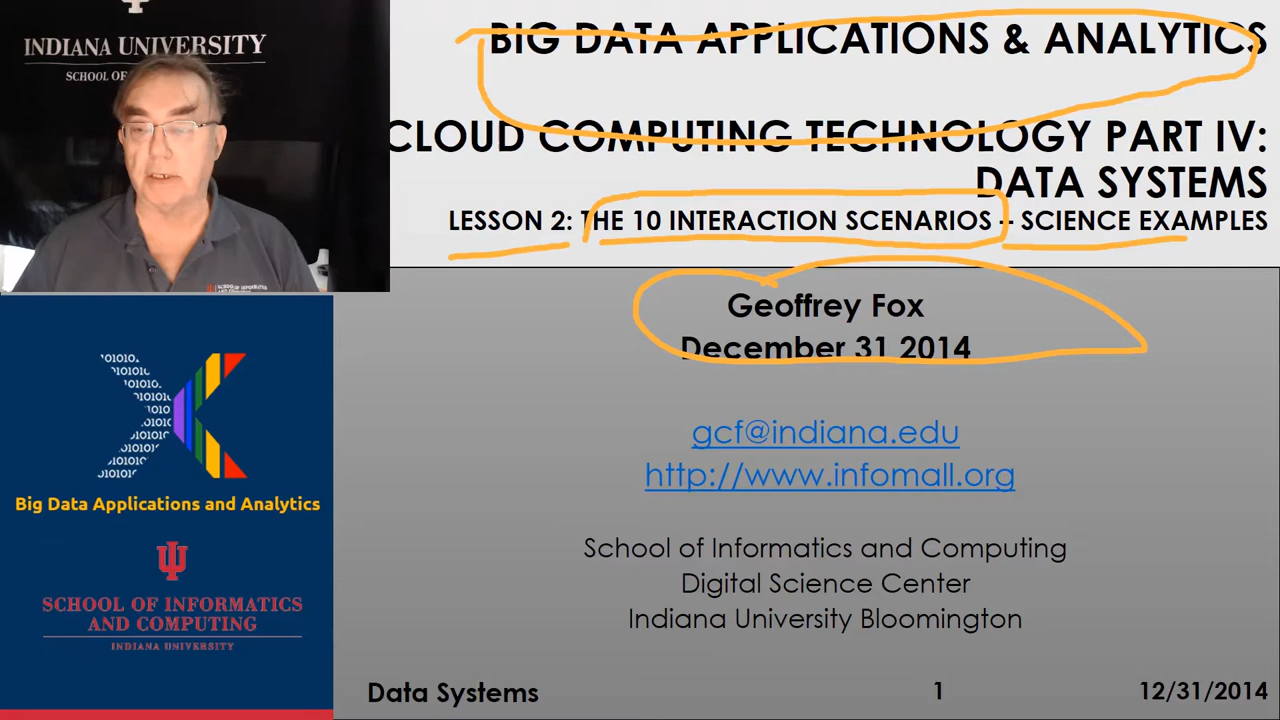 INDIANA UNIVERSITY
SCHOOL OF
BIG DATA APPLICATIONS & ANALYTICS
CLOUD COMPUTING TECHNOLOGY PART IV:
DATA SYSTEMS
LESSON 2: THE 10 INTERACTION SCENARIOS – SCIENCE EXAMPLES
Geoffrey Fox
December 31 2014
gcf@indiana.edu
http://www.infomall.org
School of Informatics and Computing
Digital Science Center
Indiana University Bloomington
Big Data Applications and Analytics
SCHOOL OF INFORMATICS
AND COMPUTING
INDIANA UNIVERSITY
Data Systems 1 12/31/2014